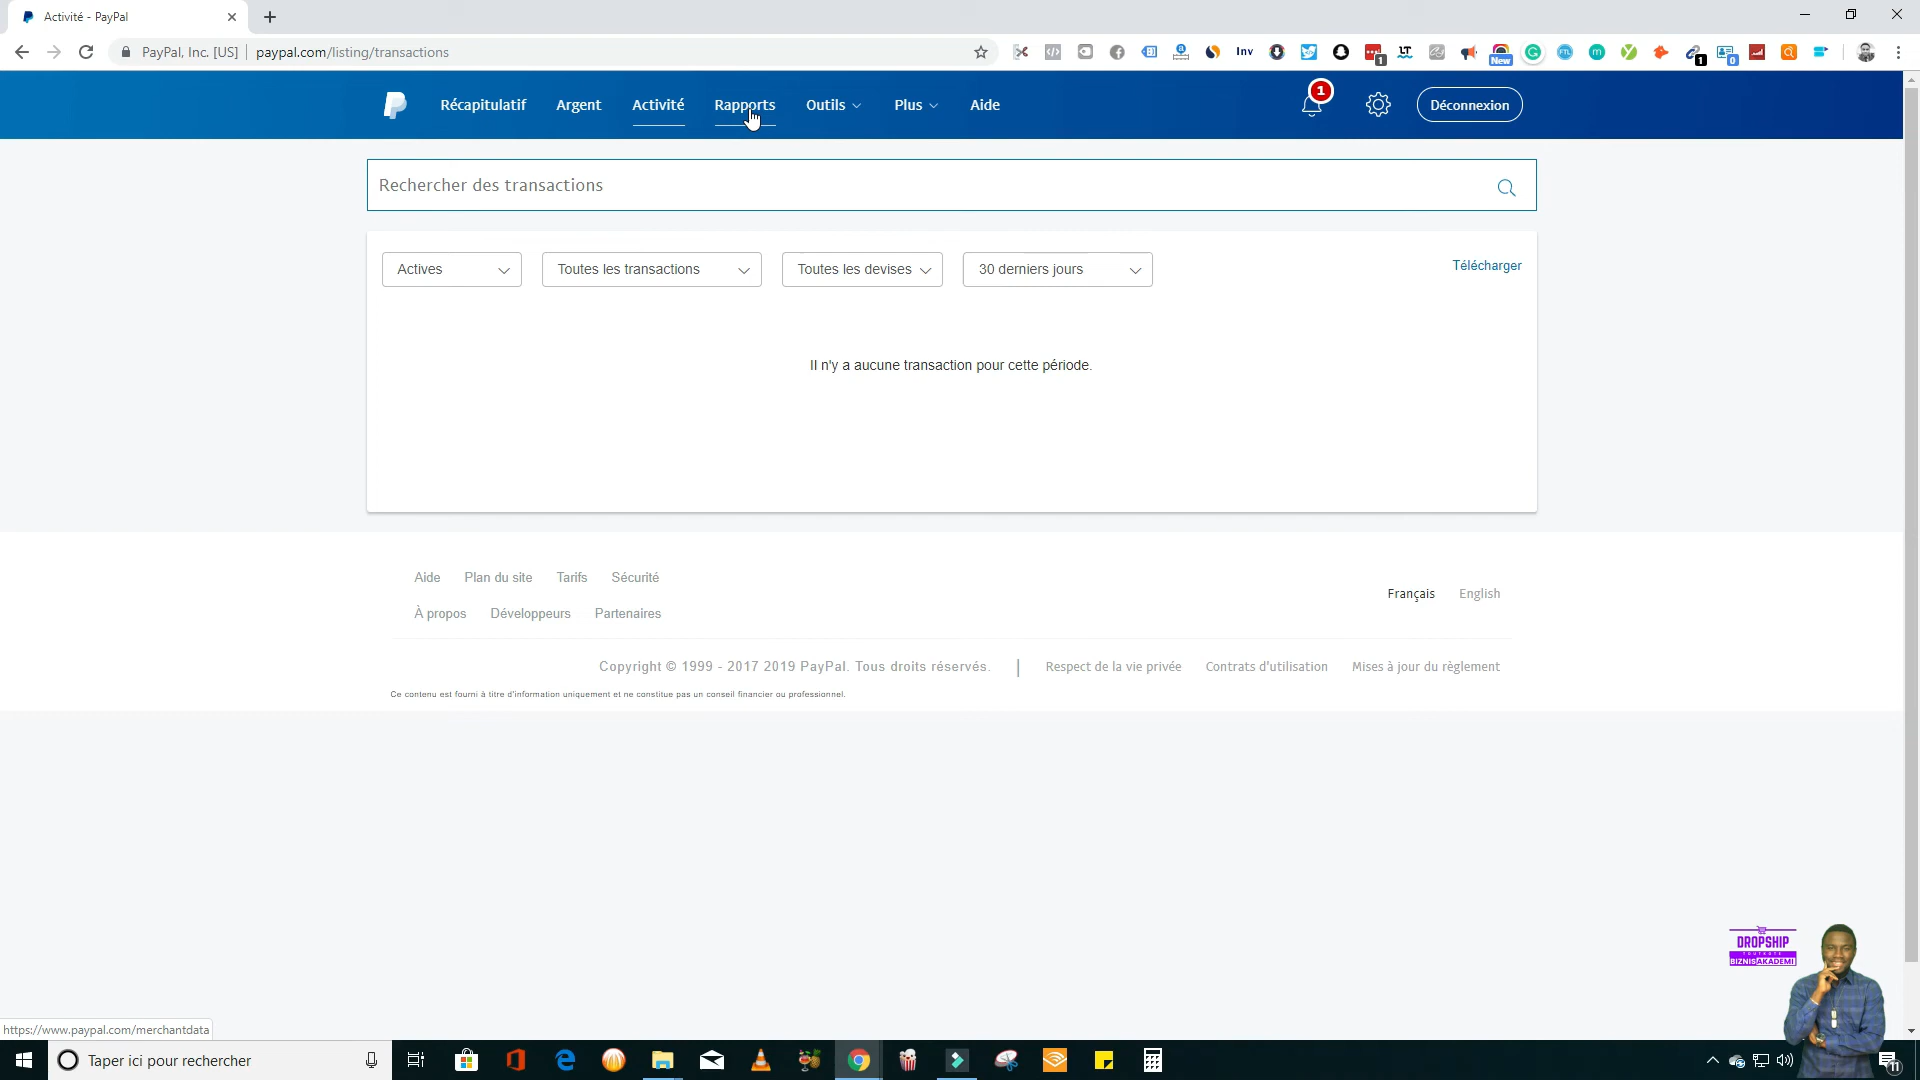 Activité - PayPal
PayPal, Inc. [US] paypal.com/listing/transactions
Inv
1
New
1
0
Récapitulatif Argent Activité Rapports Outils Plus Aide
1
Déconnexion
Rechercher des transactions
Actives Toutes les transactions Toutes les devises 30 derniers jours Télécharger
Il n'y a aucune transaction pour cette période.
Aide Plan du site Tarifs Sécurité
Français English
À propos Développeurs Partenaires
Copyright © 1999 - 2017 2019 PayPal. Tous droits réservés. | Respect de la vie privée Contrats d'utilisation Mises à jour du règlement
Ce contenu est fourni à titre d'information uniquement et ne constitue pas un conseil financier ou professionnel.
DROPSHIP
BIZNISAKADEMI
https://www.paypal.com/merchantdata
Taper ici pour rechercher
11